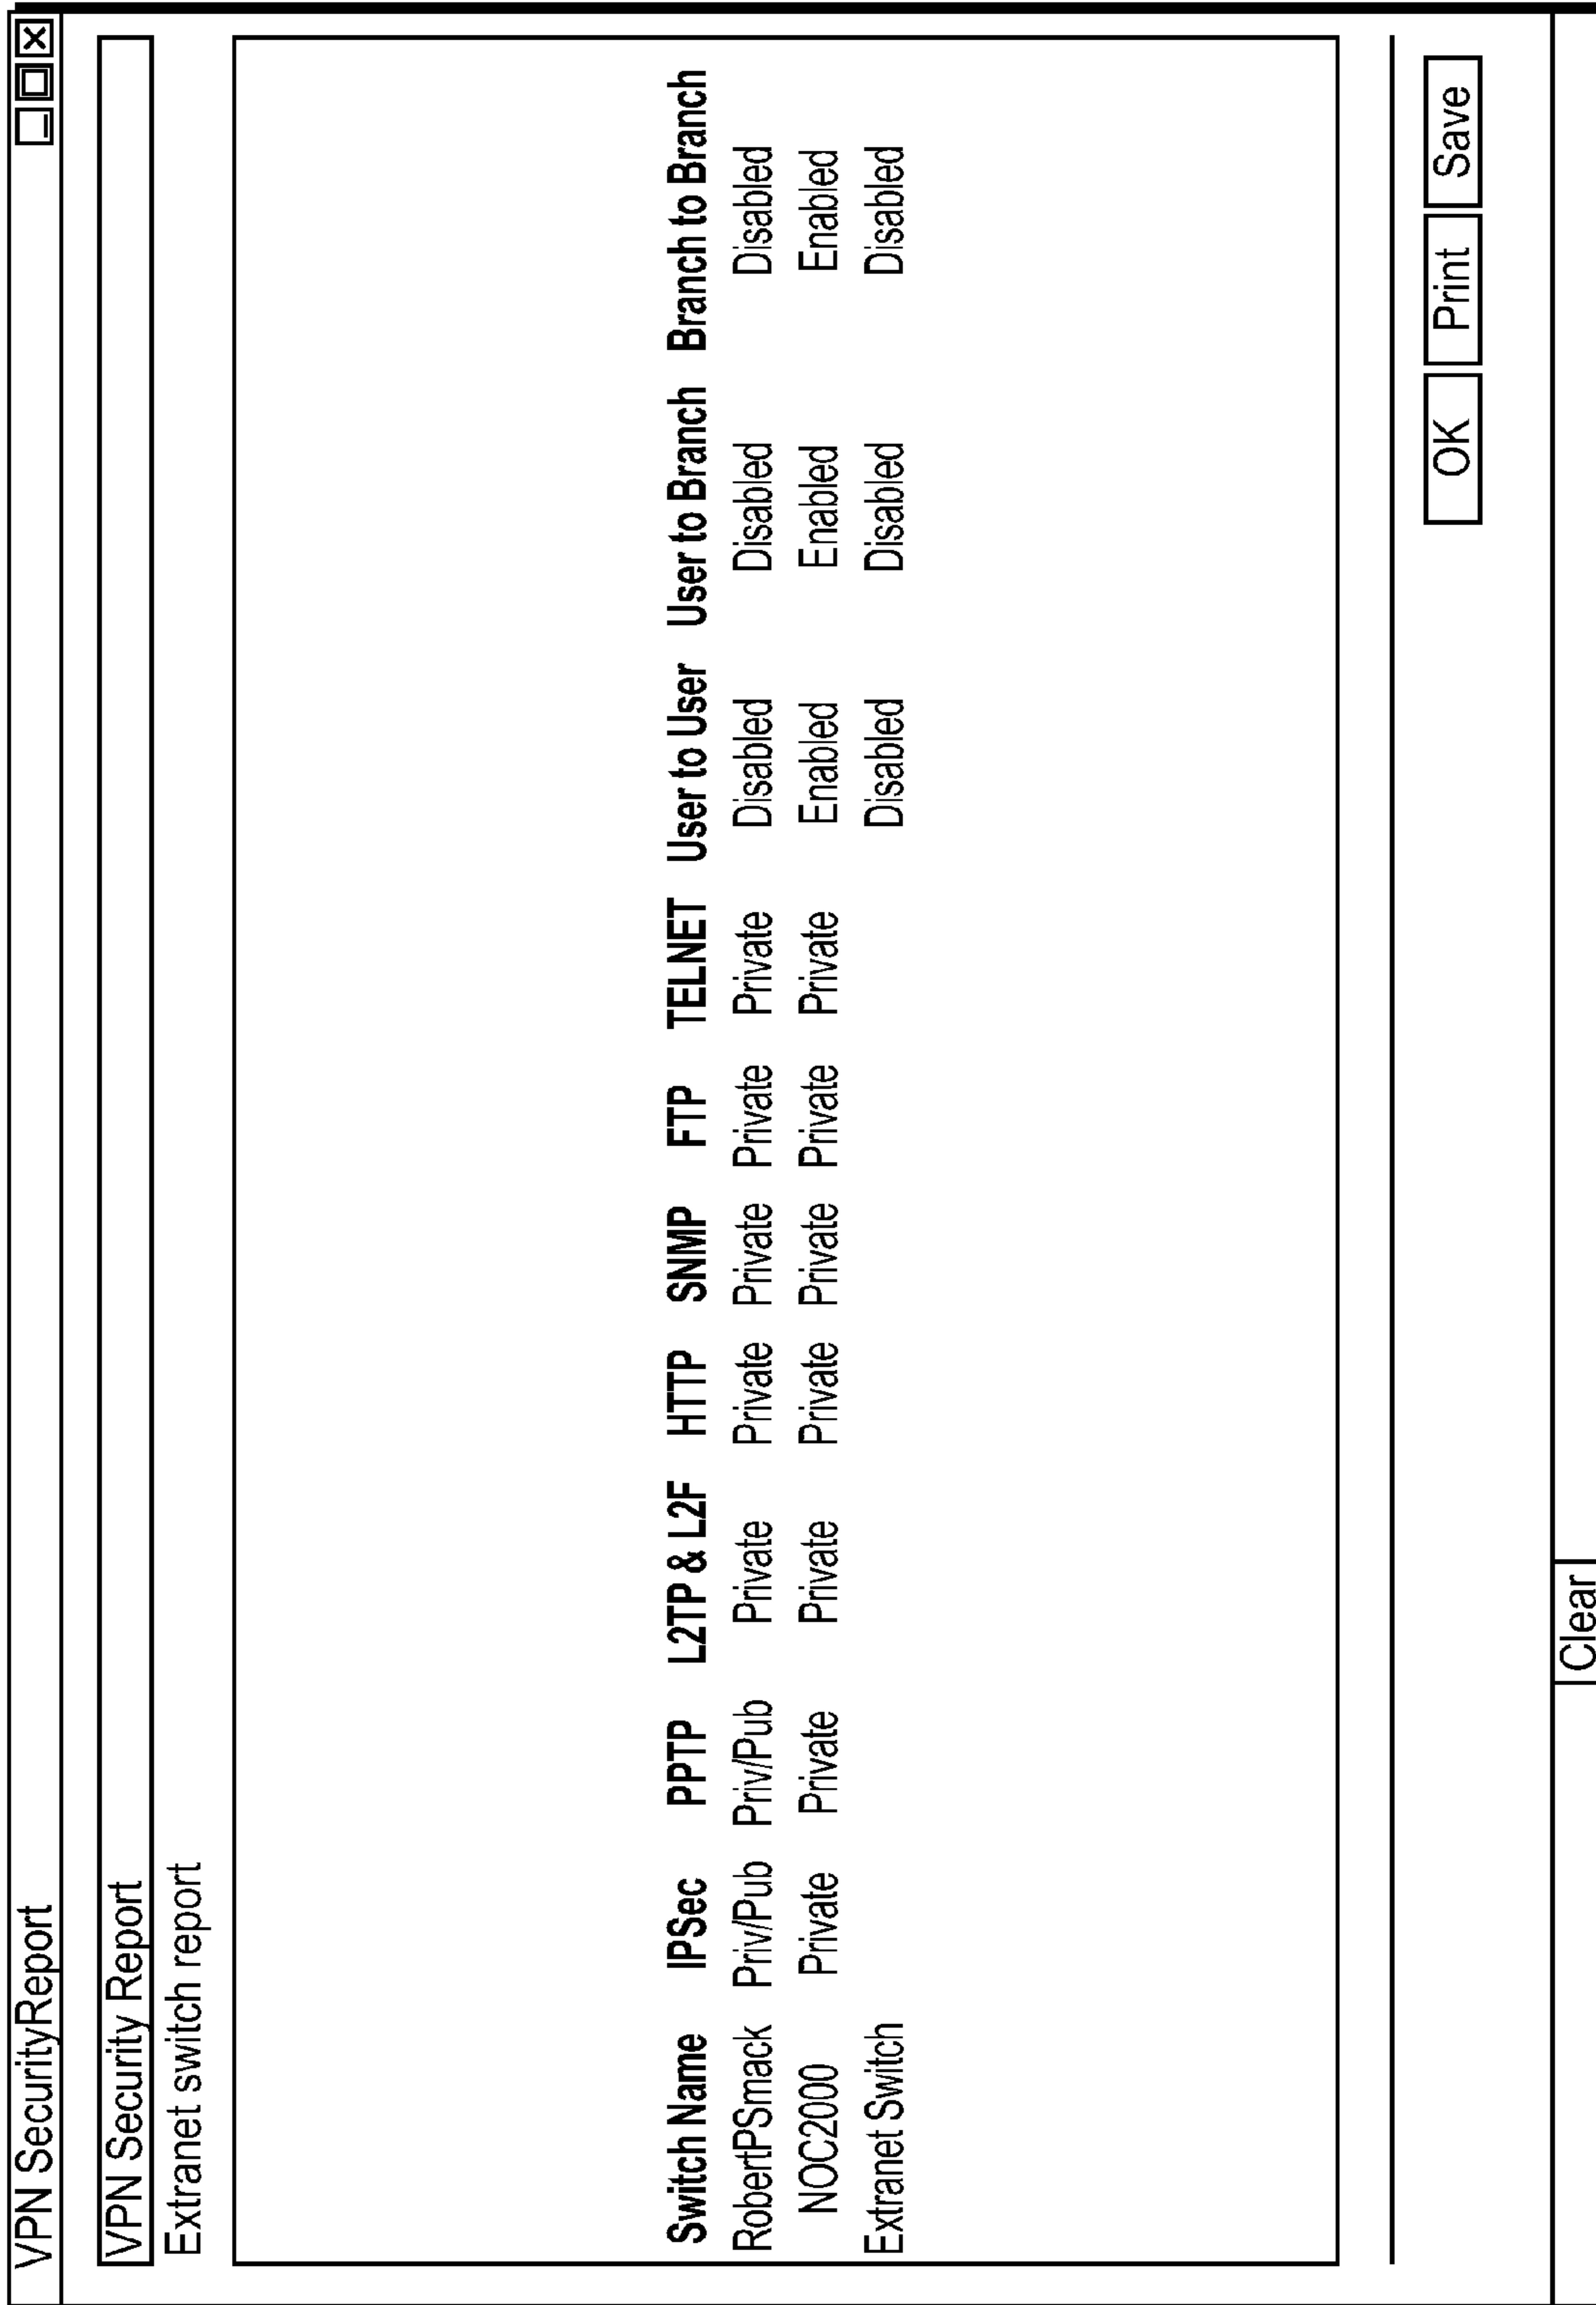 VPN SecurityReport
VPN Security Report
Extranet switch report
Switch Name IPSec PPTP L2TP & L2F HTTP SNMP FTP TELNET User to User User to Branch Branch to Branch
RobertPSmack Priv/Pub Priv/Pub Private Private Private Private Private Disabled Disabled Disabled
NOC2000 Private Private Private Private Private Private Private Enabled Enabled Enabled
Extranet Switch Disabled Disabled Disabled
OK Print Save
Clear